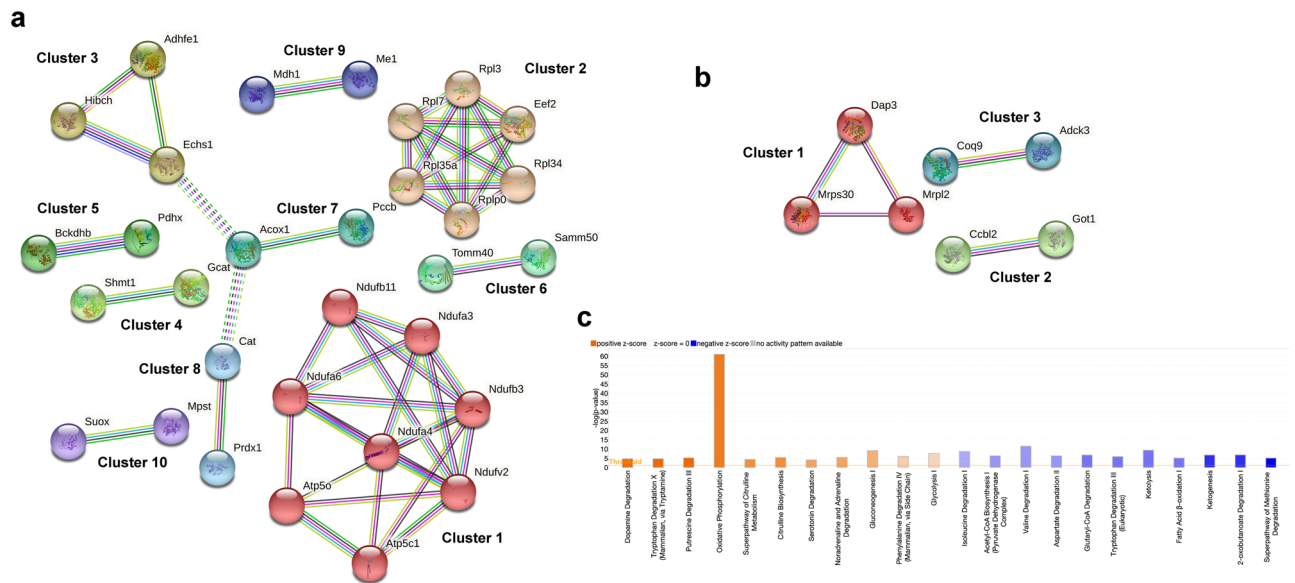 a
Adhfe1
Cluster 3
Hibch
Echs1
Cluster 9
Mdh1
Me1
Cluster 2
Rpl3
Rpl7
Eef2
Rpl35a
Rpl34
Rplp0
Cluster 5
Pdhx
Bckdhb
Cluster 7
Pccb
Acox1
Gcat
Shmt1
Cluster 4
Samm50
Tomm40
Cluster 6
Cat
Cluster 8
Mpst
Suox
Prdx1
Cluster 10
Ndufb11
Ndufa3
Ndufa6
Ndufb3
Ndufa4
Ndufv2
Atp5o
Cluster 1
Atp5c1
b
Dap3
Cluster 1
Mrps30
Mrpl2
Cluster 3
Adck3
Coq9
Got1
Ccbl2
Cluster 2
c
positive z-score z-score = 0 negative z-score no activity pattern available
-log(p-value)
60
55
50
45
40
35
30
25
20
15
10
5
0
Threshold
Dopamine Degradation
Tryptophan Degradation X
(Mammalian, via Tryptamine)
Putrescine Degradation III
Oxidative Phosphorylation
Superpathway of Citrulline
Metabolism
Citrulline Biosynthesis
Serotonin Degradation
Noradrenaline and Adrenaline
Degradation
Gluconeogenesis I
Phenylalanine Degradation IV
(Mammalian, via Side Chain)
Glycolysis I
Isoleucine Degradation I
Acetyl-CoA Biosynthesis I
(Pyruvate Dehydrogenase
Complex)
Valine Degradation I
Aspartate Degradation II
Glutaryl-CoA Degradation
Tryptophan Degradation III
(Eukaryotic)
Ketolysis
Fatty Acid β-oxidation I
Ketogenesis
2-oxobutanoate Degradation I
Superpathway of Methionine
Degradation